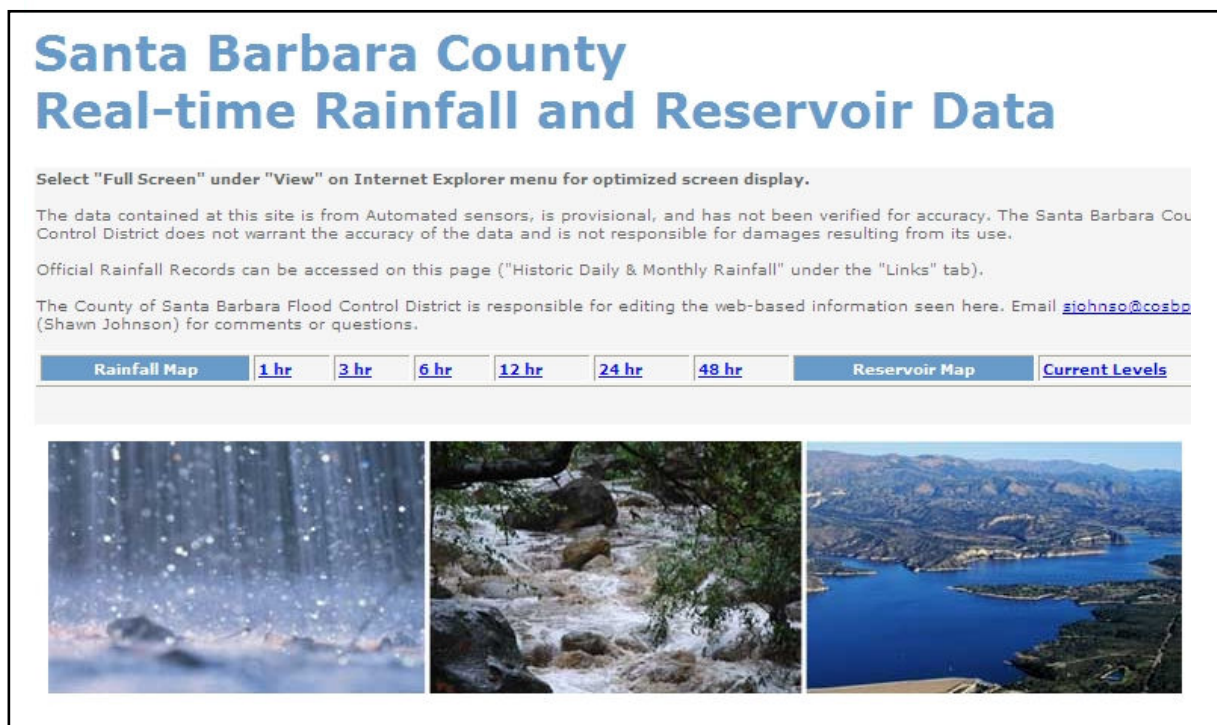 Santa Barbara County
Real-time Rainfall and Reservoir Data
Select "Full Screen" under "View" on Internet Explorer menu for optimized screen display.
The data contained at this site is from Automated sensors, is provisional, and has not been verified for accuracy. The Santa Barbara Cou
Control District does not warrant the accuracy of the data and is not responsible for damages resulting from its use.
Official Rainfall Records can be accessed on this page ("Historic Daily & Monthly Rainfall" under the "Links" tab).
The County of Santa Barbara Flood Control District is responsible for editing the web-based information seen here. Email sjohnso@cosbp
(Shawn Johnson) for comments or questions.
Rainfall Map 1 hr 3 hr 6 hr 12 hr 24 hr 48 hr Reservoir Map Current Levels